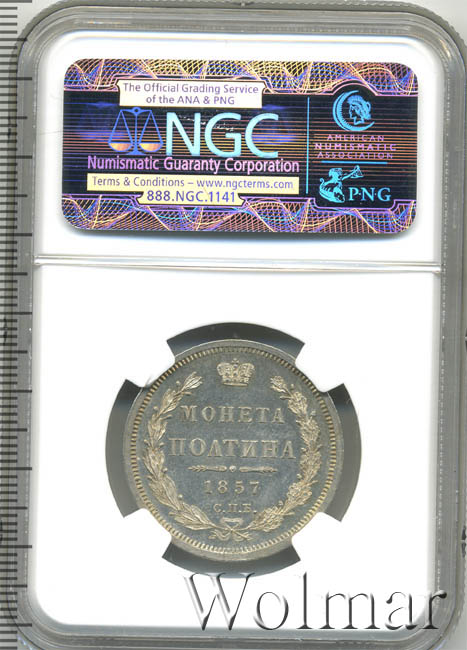 The Official Grading Service
of the ANA & PNG
NGC
Numismatic Guaranty Corporation
Terms & Conditions – www.ngcterms.com
888.NGC.1141
AMERICAN
NUMISMATIC
ASSOCIATION
PNG
МОНЕТА
ПОЛТИНА
1857
С.П.Б.
Wolmar